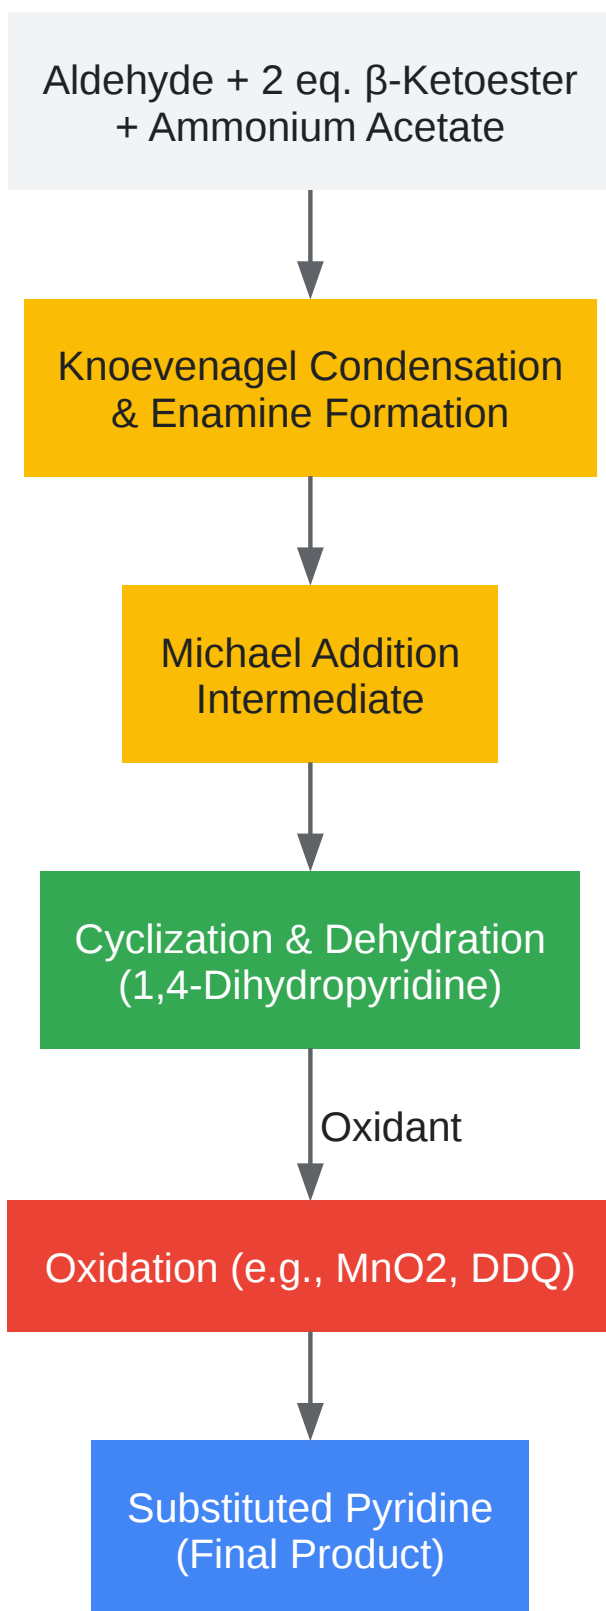 Aldehyde + 2 eq. β-Ketoester
+ Ammonium Acetate
Knoevenagel Condensation
& Enamine Formation
Michael Addition
Intermediate
Cyclization & Dehydration
(1,4-Dihydropyridine)
Oxidant
Oxidation (e.g., MnO2, DDQ)
Substituted Pyridine
(Final Product)